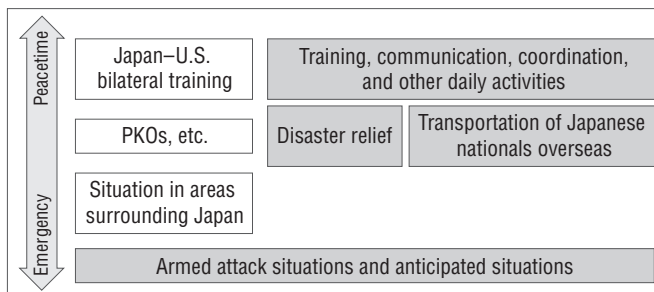 Peacetime
Emergency
Japan–U.S.
bilateral training
Training, communication, coordination,
and other daily activities
PKOs, etc.
Disaster relief
Transportation of Japanese
nationals overseas
Situation in areas
surrounding Japan
Armed attack situations and anticipated situations